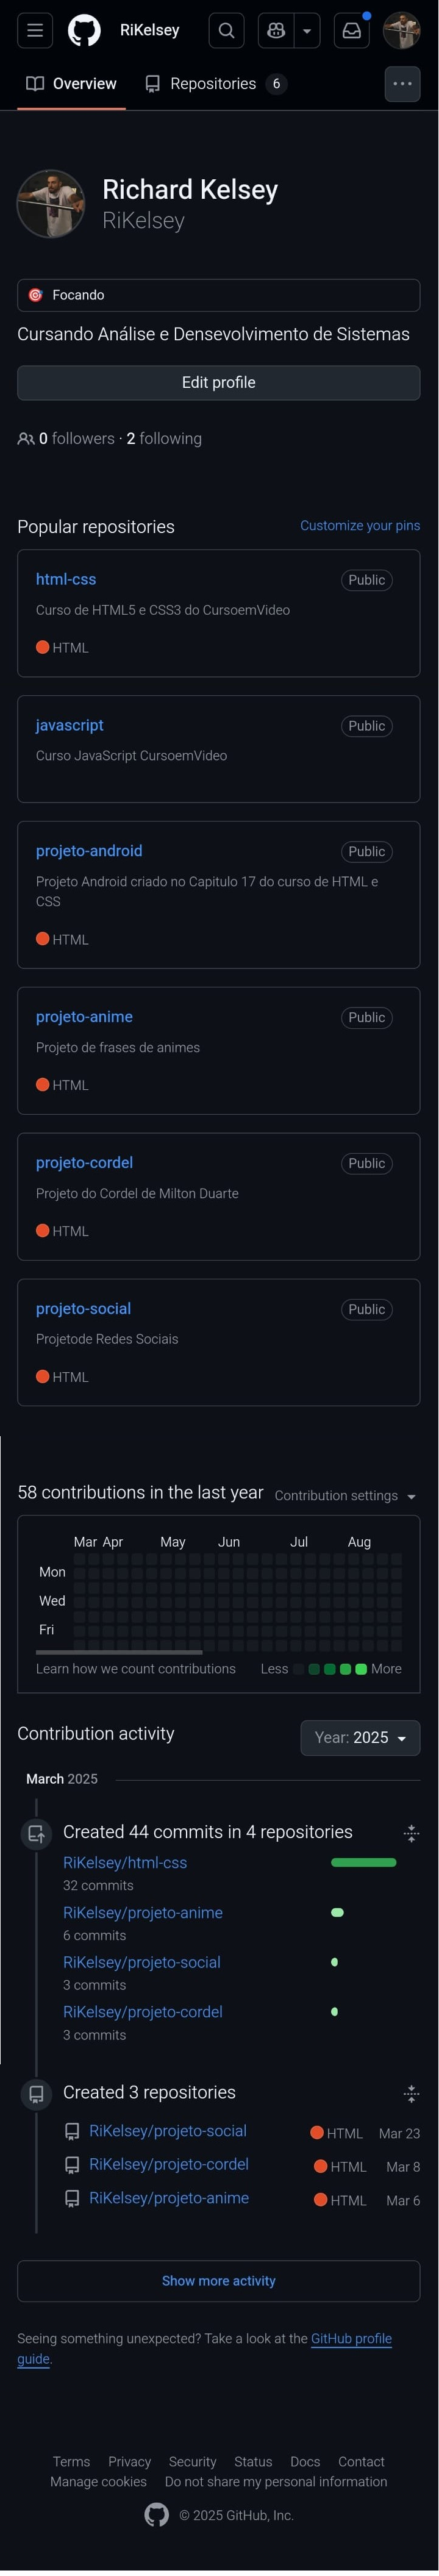 RiKelsey
Overview
Repositories 6
Richard Kelsey
RiKelsey
Focando
Cursando Análise e Densevolvimento de Sistemas
Edit profile
0 followers · 2 following
Popular repositories
Customize your pins
html-css
Public
Curso de HTML5 e CSS3 do CursoemVideo
HTML
javascript
Public
Curso JavaScript CursoemVideo
projeto-android
Public
Projeto Android criado no Capitulo 17 do curso de HTML e
CSS
HTML
projeto-anime
Public
Projeto de frases de animes
HTML
projeto-cordel
Public
Projeto do Cordel de Milton Duarte
HTML
projeto-social
Public
Projetode Redes Sociais
HTML
58 contributions in the last year
Contribution settings
Mar Apr May Jun Jul Aug
Mon
Wed
Fri
Learn how we count contributions
Less More
Contribution activity
Year: 2025
March 2025
Created 44 commits in 4 repositories
RiKelsey/html-css
32 commits
RiKelsey/projeto-anime
6 commits
RiKelsey/projeto-social
3 commits
RiKelsey/projeto-cordel
3 commits
Created 3 repositories
RiKelsey/projeto-social HTML Mar 23
RiKelsey/projeto-cordel HTML Mar 8
RiKelsey/projeto-anime HTML Mar 6
Show more activity
Seeing something unexpected? Take a look at the GitHub profile
guide.
Terms Privacy Security Status Docs Contact
Manage cookies Do not share my personal information
© 2025 GitHub, Inc.